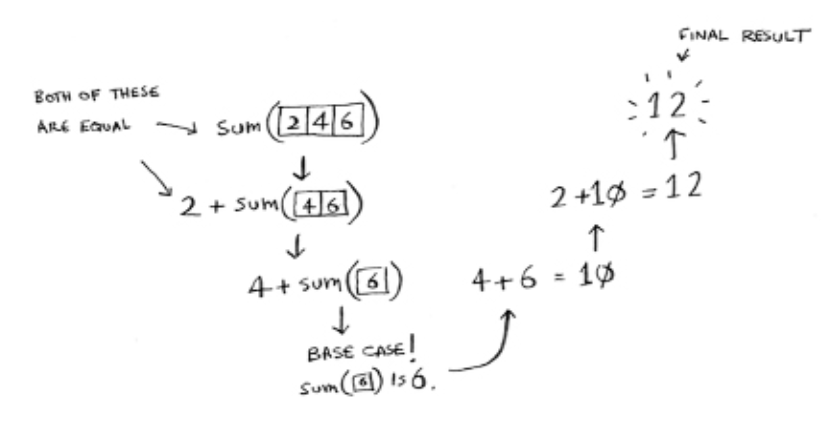 BOTH OF THESE
ARE EQUAL
sum([2|4|6])
2 + sum([4|6])
4 + sum([6])
BASE CASE!
sum([6]) IS 6.
4 + 6 = 10
2 + 10 = 12
12
FINAL RESULT